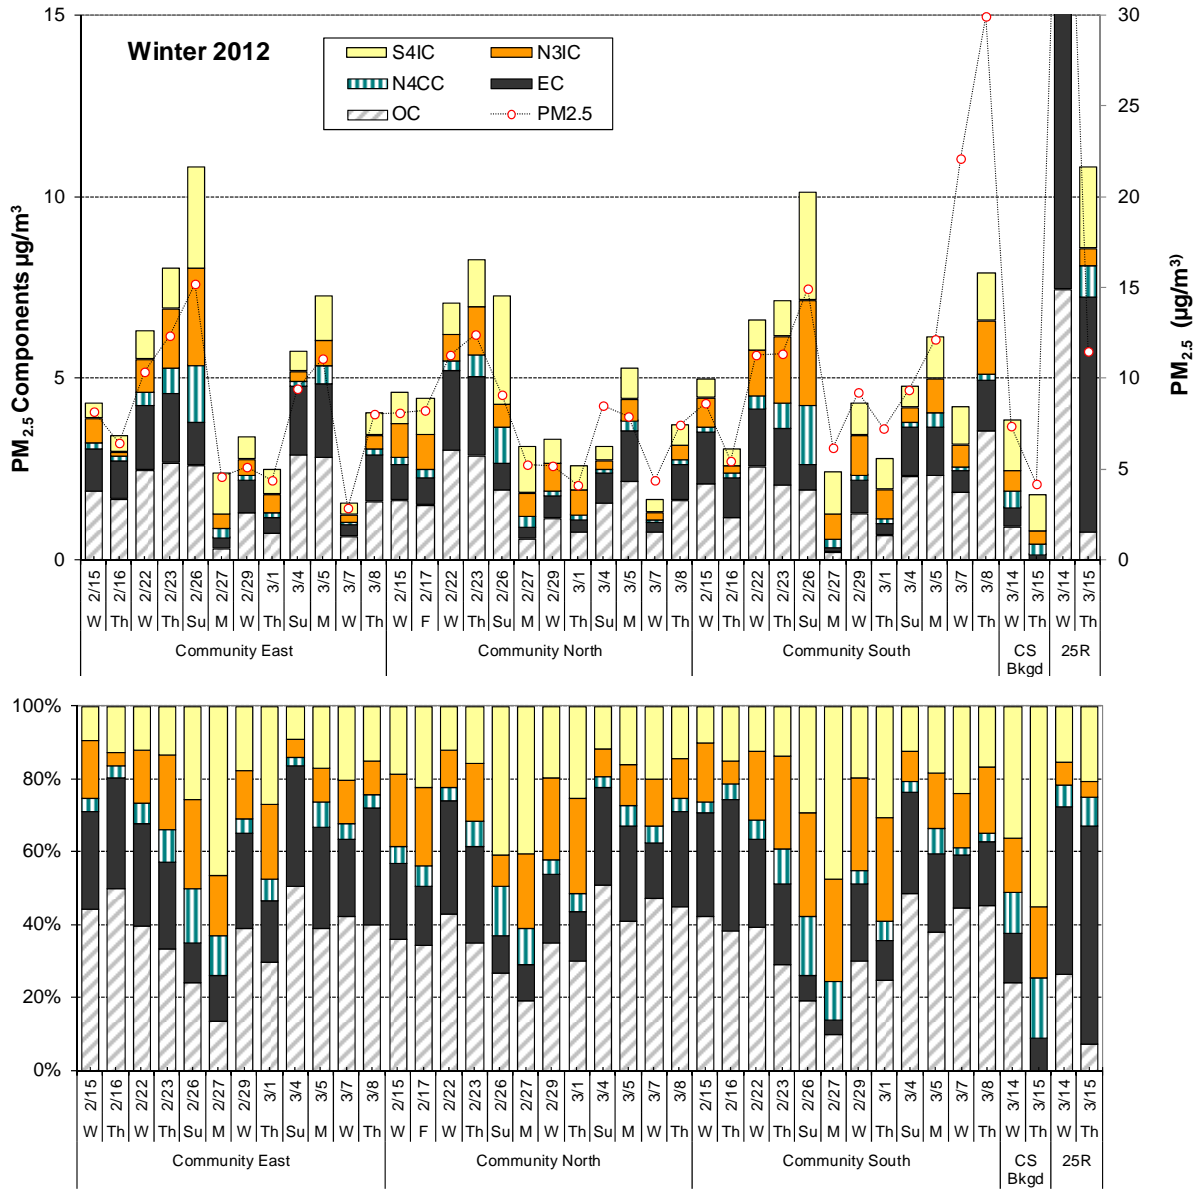 Winter 2012
S4IC N3IC
N4CC EC
OC PM2.5
PM2.5 Components µg/m³
15
10
5
0
PM2.5 (µg/m³)
30
25
20
15
10
5
0
2/15 2/16 2/22 2/23 2/26 2/27 2/29 3/1 3/4 3/5 3/7 3/8 2/15 2/17 2/22 2/23 2/26 2/27 2/29 3/1 3/4 3/5 3/7 3/8 2/15 2/16 2/22 2/23 2/26 2/27 2/29 3/1 3/4 3/5 3/7 3/8 3/14 3/15 3/14 3/15
W Th W Th Su M W Th Su M W Th W F W Th Su M W Th Su M W Th W Th W Th Su M W Th Su M W Th W Th W Th
Community East Community North Community South CS Bkgd 25R
100%
80%
60%
40%
20%
0%
2/15 2/16 2/22 2/23 2/26 2/27 2/29 3/1 3/4 3/5 3/7 3/8 2/15 2/17 2/22 2/23 2/26 2/27 2/29 3/1 3/4 3/5 3/7 3/8 2/15 2/16 2/22 2/23 2/26 2/27 2/29 3/1 3/4 3/5 3/7 3/8 3/14 3/15 3/14 3/15
W Th W Th Su M W Th Su M W Th W F W Th Su M W Th Su M W Th W Th W Th Su M W Th Su M W Th W Th W Th
Community East Community North Community South CS Bkgd 25R